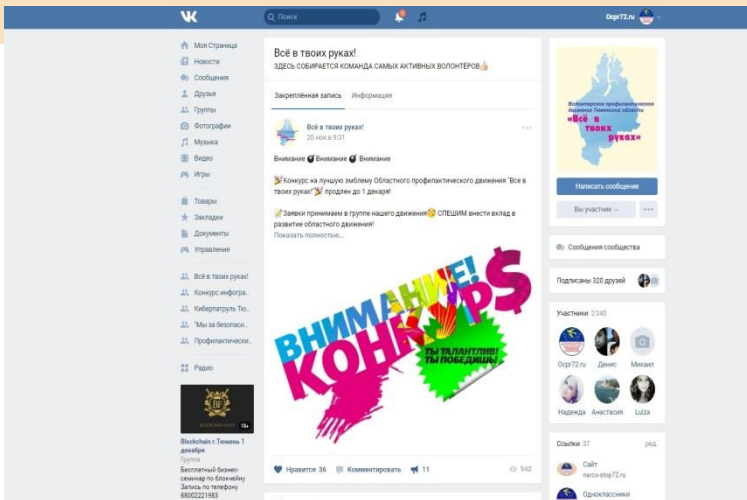 Поиск
Ocpr72.ru
Моя Страница
Новости
Сообщения
Друзья
Группы
Фотографии
Музыка
Видео
Игры
Товары
Закладки
Документы
Управление
Всё в твоих руках!
Конкурс инфогра..
Киберпатруль Тю..
"Мы за безопасн..
Профилактически..
Радио
18+
Blockchain г.Тюмень 1
декабря
Группа
Бесплатный бизнес-
семинар по блокчейну
Запись по телефону
88002221983
Всё в твоих руках!
ЗДЕСЬ СОБИРАЕТСЯ КОМАНДА САМЫХ АКТИВНЫХ ВОЛОНТЁРОВ
Закреплённая запись Информация
Всё в твоих руках!
20 ноя в 9:31
Внимание Внимание Внимание
Конкурс на лучшую эмблему Областного профилактического движения "Все в
твоих руках!" продлен до 1 декаря!
Заявки принимаем в группе нашего движения СПЕШИМ внести вклад в
развитие областного движения!
Показать полностью…
ВНИМАНИЕ!
КОНКУРS
ТЫ ТАЛАНТЛИВ!
ТЫ ПОБЕДИШЬ!
Нравится 36 Комментировать 11 940
Волонтерское профилактическое
движение Тюменской области
«Всё в
твоих
руках»
Написать сообщение
Вы участник
Сообщения сообщества
Подписаны 320 друзей
Участники 2 340
Ocpr72.ru Денис Михаил
Надежда Анастасия Luiza
Ссылки 37 ред.
Сайт
narco-stop72.ru
Одноклассники